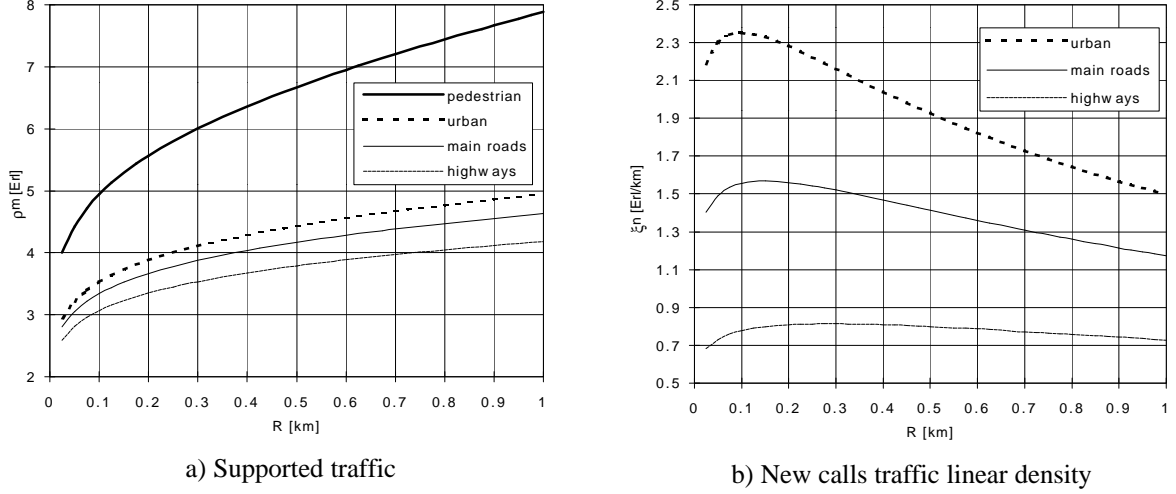 8
7
6
5
4
3
2
ρm [Erl]
0 0.1 0.2 0.3 0.4 0.5 0.6 0.7 0.8 0.9 1
R [km]
pedestrian
urban
main roads
highw ays
a) Supported traffic
2.5
2.3
2.1
1.9
1.7
1.5
1.3
1.1
0.9
0.7
0.5
ξn [Erl/km]
0 0.1 0.2 0.3 0.4 0.5 0.6 0.7 0.8 0.9 1
R [km]
urban
main roads
highw ays
b) New calls traffic linear density